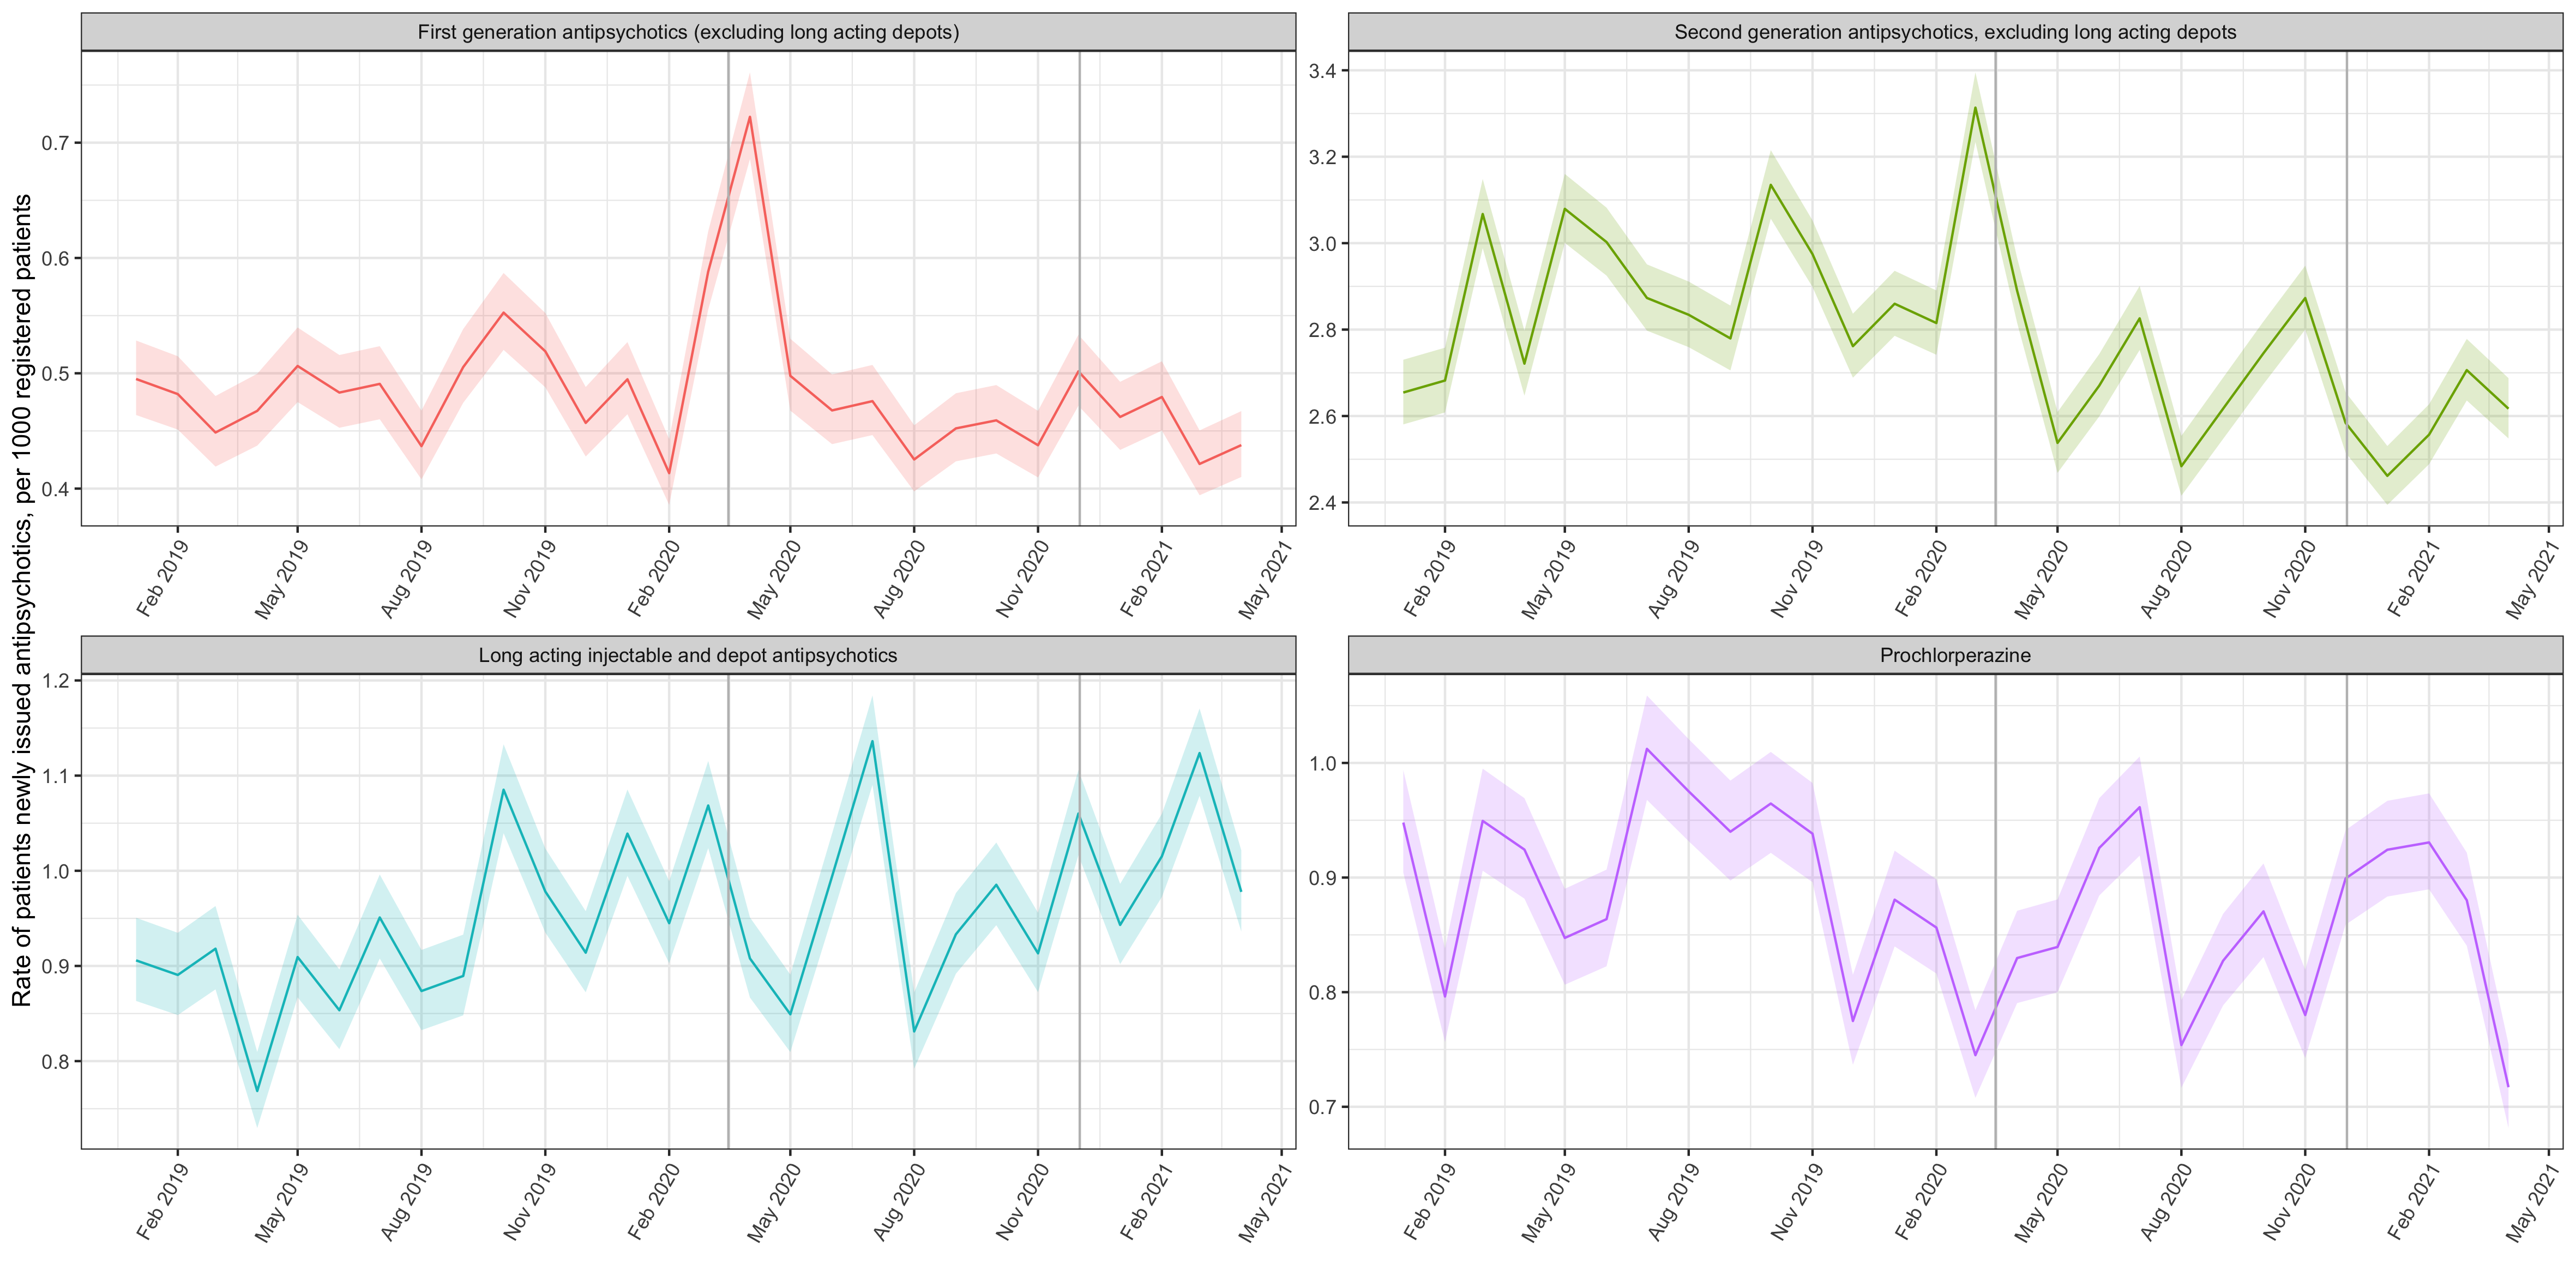 Rate of patients newly issued antipsychotics, per 1000 registered patients
First generation antipsychotics (excluding long acting depots)
0.7
0.6
0.5
0.4
Feb 2019
May 2019
Aug 2019
Nov 2019
Feb 2020
May 2020
Aug 2020
Nov 2020
Feb 2021
May 2021
Second generation antipsychotics, excluding long acting depots
3.4
3.2
3.0
2.8
2.6
2.4
Feb 2019
May 2019
Aug 2019
Nov 2019
Feb 2020
May 2020
Aug 2020
Nov 2020
Feb 2021
May 2021
Long acting injectable and depot antipsychotics
1.2
1.1
1.0
0.9
0.8
Feb 2019
May 2019
Aug 2019
Nov 2019
Feb 2020
May 2020
Aug 2020
Nov 2020
Feb 2021
May 2021
Prochlorperazine
1.0
0.9
0.8
0.7
Feb 2019
May 2019
Aug 2019
Nov 2019
Feb 2020
May 2020
Aug 2020
Nov 2020
Feb 2021
May 2021